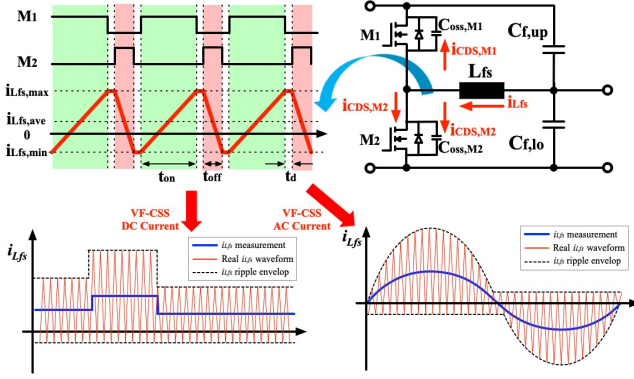 M1
M2
iLfs,max
iLfs,ave
0
iLfs,min
ton
toff
td
M1
Coss,M1
iCDS,M1
Cf,up
Lfs
iLfs
iCDS,M2
iCDS,M2
M2
Coss,M2
Cf,lo
VF-CSS
DC Current
VF-CSS
AC Current
iLfs
iLfs measurement
Real iLfs waveform
iLfs ripple envelop
iLfs
iLfs measurement
Real iLfs waveform
iLfs ripple envelop